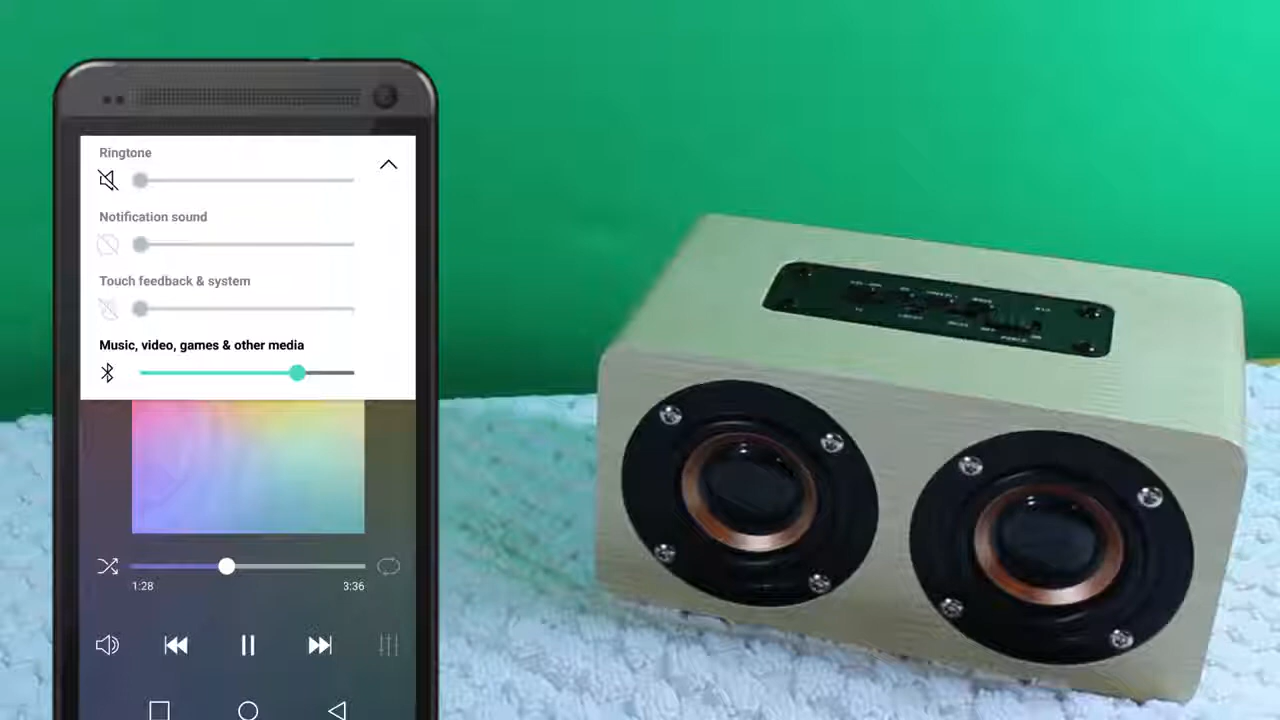 Ringtone
Notification sound
Touch feedback & system
Music, video, games & other media
1:28
3:36